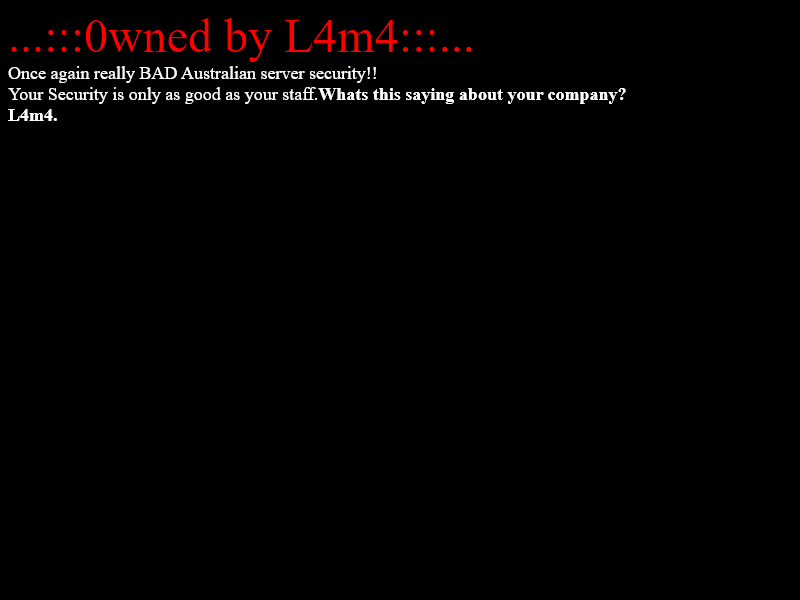 ...:::0wned by L4m4:::...
Once again really BAD Australian server security!!
Your Security is only as good as your staff.Whats this saying about your company?
L4m4.